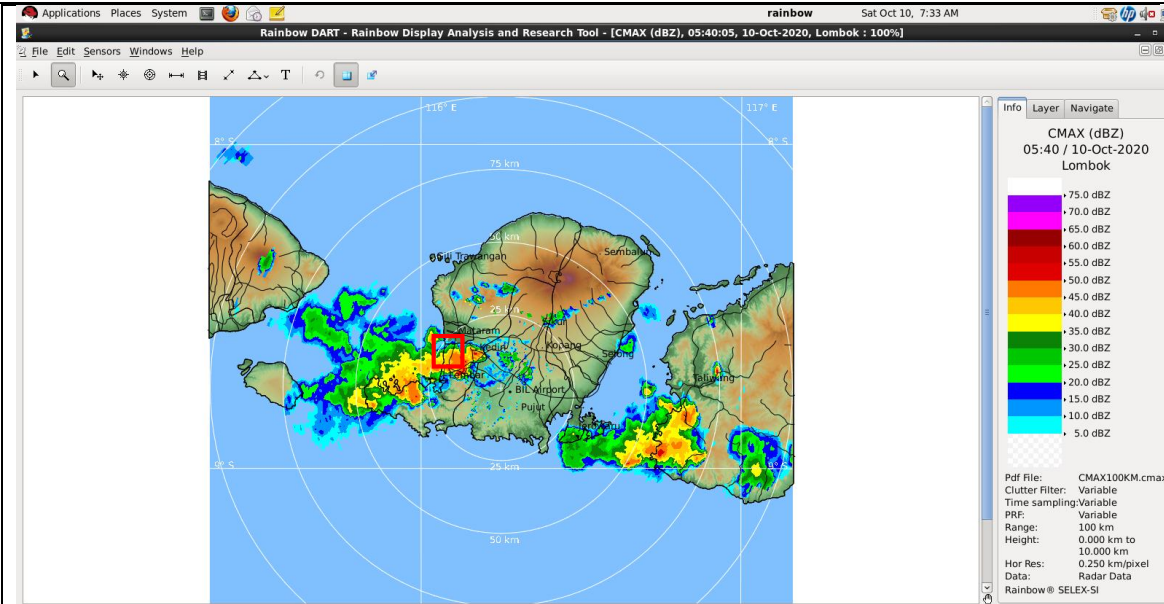 Applications Places System rainbow Sat Oct 10, 7:33 AM
Rainbow DART - Rainbow Display Analysis and Research Tool - [CMAX (dBZ), 05:40:05, 10-Oct-2020, Lombok : 100%]
File Edit Sensors Windows Help
T
Info Layer Navigate
116° E 117° E
8° S 8° S
75 km
50 km
Gili Trawangan Sembalun
25 km
Mataram
Kediri Kopang
Selong
Lembar
BIL Airport
Taliwang
Pujut
9° S 25 km 9° S
50 km
CMAX (dBZ)
05:40 / 10-Oct-2020
Lombok
75.0 dBZ
70.0 dBZ
65.0 dBZ
60.0 dBZ
55.0 dBZ
50.0 dBZ
45.0 dBZ
40.0 dBZ
35.0 dBZ
30.0 dBZ
25.0 dBZ
20.0 dBZ
15.0 dBZ
10.0 dBZ
5.0 dBZ
Pdf File: CMAX100KM.cmax
Clutter Filter: Variable
Time sampling:Variable
PRF: Variable
Range: 100 km
Height: 0.000 km to
10.000 km
Hor Res: 0.250 km/pixel
Data: Radar Data
Rainbow® SELEX-SI